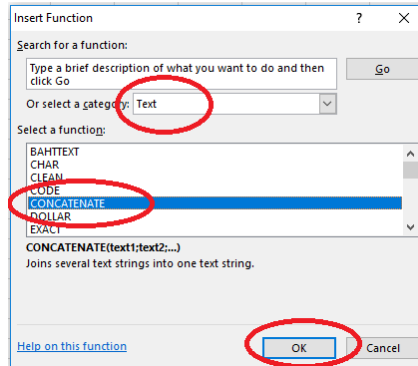 Insert Function ? X
Search for a function:
Type a brief description of what you want to do and then
click Go
Go
Or select a category: Text
Select a function:
BAHTTEXT
CHAR
CLEAN
CODE
CONCATENATE
DOLLAR
EXACT
CONCATENATE(text1;text2;...)
Joins several text strings into one text string.
Help on this function
OK
Cancel